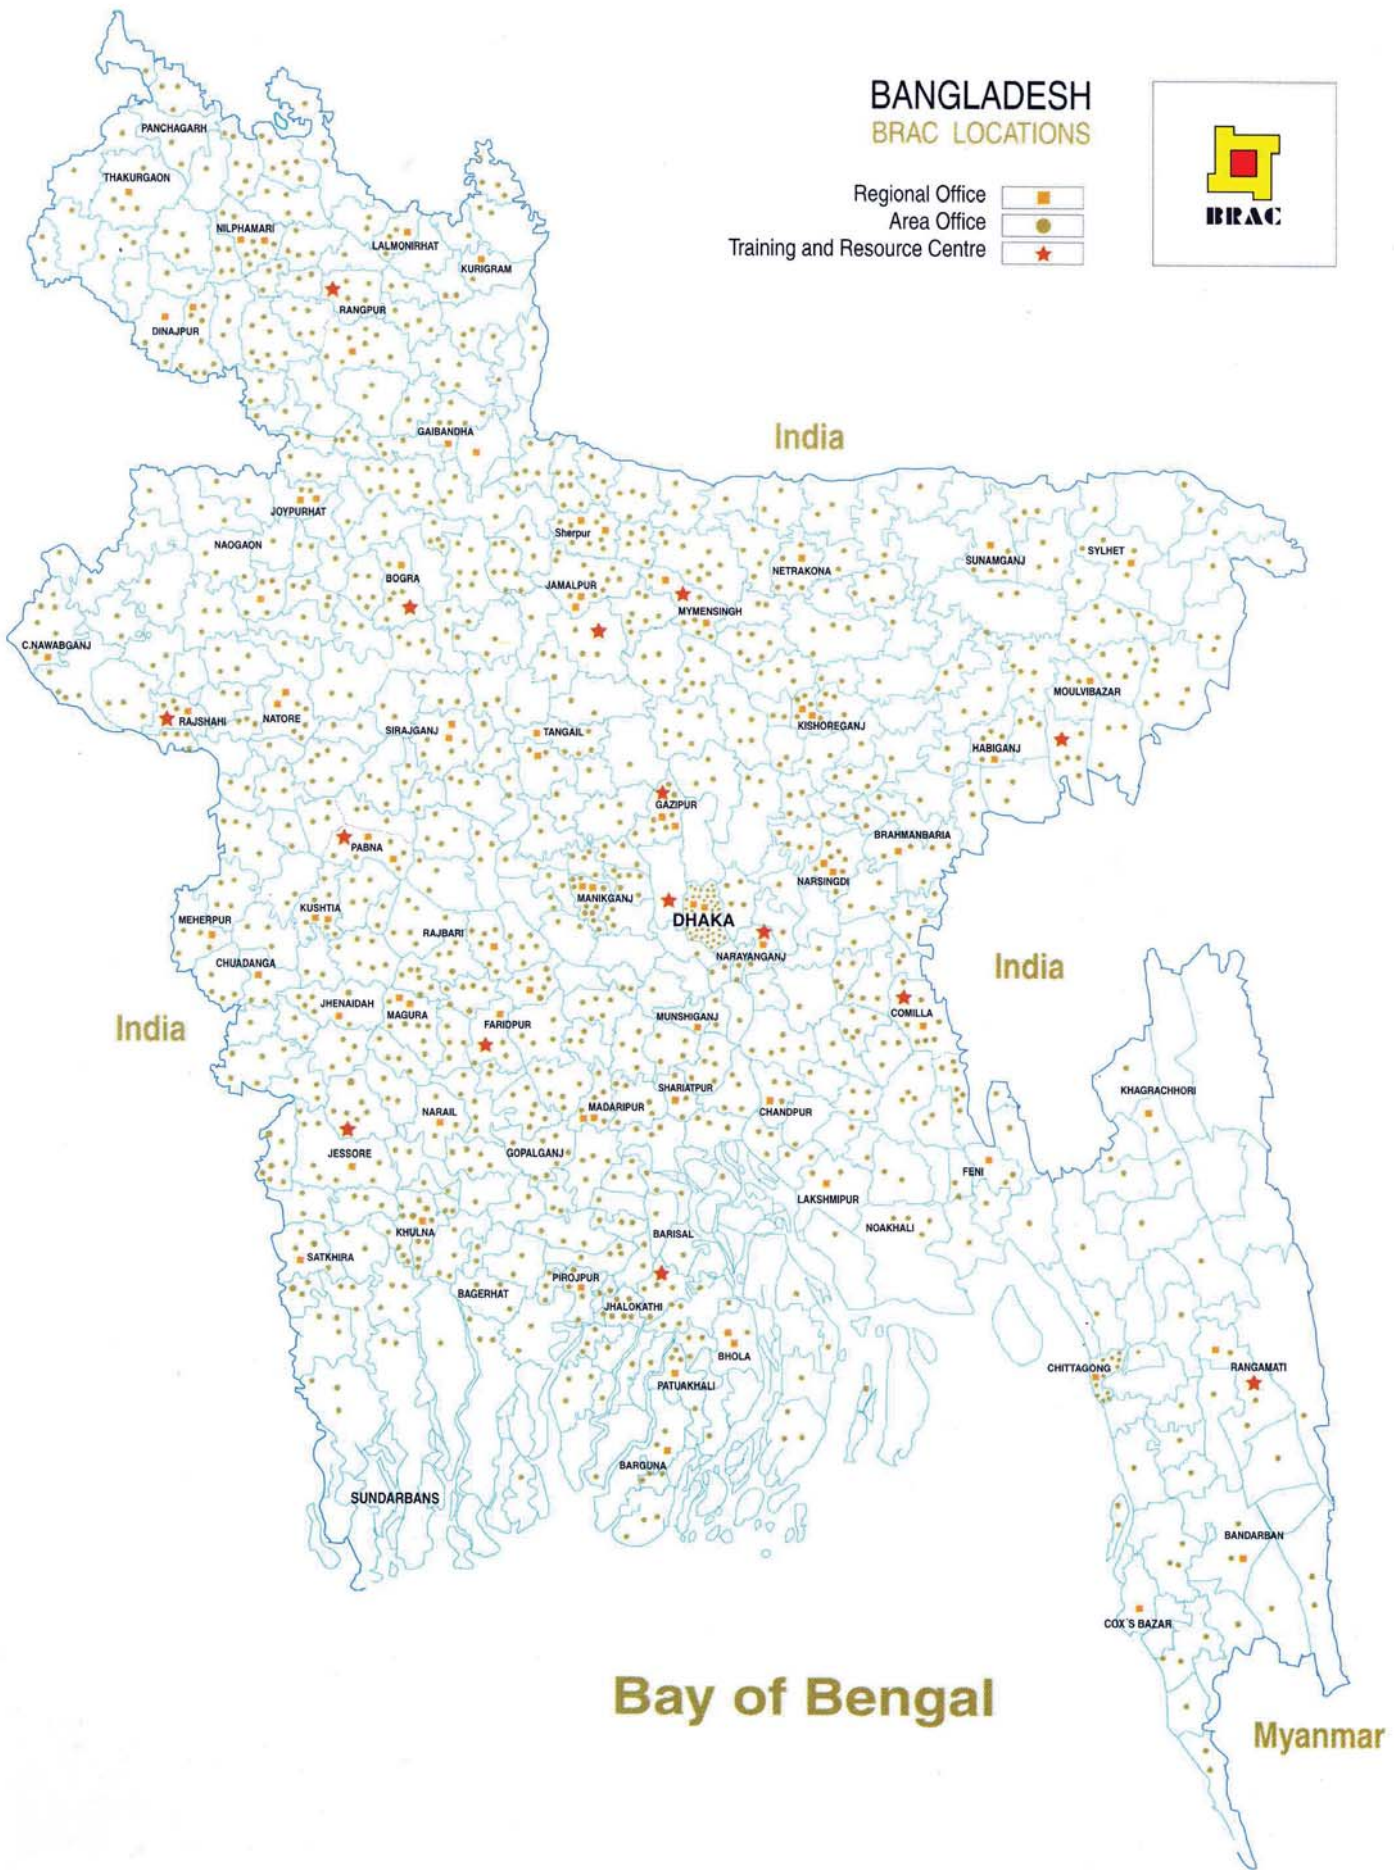 BANGLADESH
BRAC LOCATIONS
Regional Office
Area Office
Training and Resource Centre
BRAC
PANCHAGARH
THAKURGAON
NILPHAMARI
LALMONIRHAT
KURIGRAM
RANGPUR
DINAJPUR
GAIBANDHA
India
JOYPURHAT
Sherpur
NAOGAON
SYLHET
SUNAMGANJ
NETRAKONA
BOGRA
JAMALPUR
MYMENSINGH
C.NAWABGANJ
MOULVIBAZAR
RAJSHAHI
NATORE
SIRAJGANJ
TANGAIL
KISHOREGANJ
HABIGANJ
GAZIPUR
BRAHMANBARIA
PABNA
NARSINGDI
MANIKGANJ
KUSHTIA
MEHERPUR
DHAKA
RAJBARI
NARAYANGANJ
CHUADANGA
India
JHENAIDAH
MAGURA
FARIDPUR
MUNSHIGANJ
COMILLA
India
SHARIATPUR
KHAGRACHHORI
NARAIL
MADARIPUR
CHANDPUR
JESSORE
GOPALGANJ
FENI
LAKSHMIPUR
NOAKHALI
KHULNA
BARISAL
SATKHIRA
PIROJPUR
BAGERHAT
JHALOKATHI
BHOLA
CHITTAGONG
RANGAMATI
PATUAKHALI
BARGUNA
SUNDARBANS
BANDARBAN
COX`S BAZAR
Bay of Bengal
Myanmar